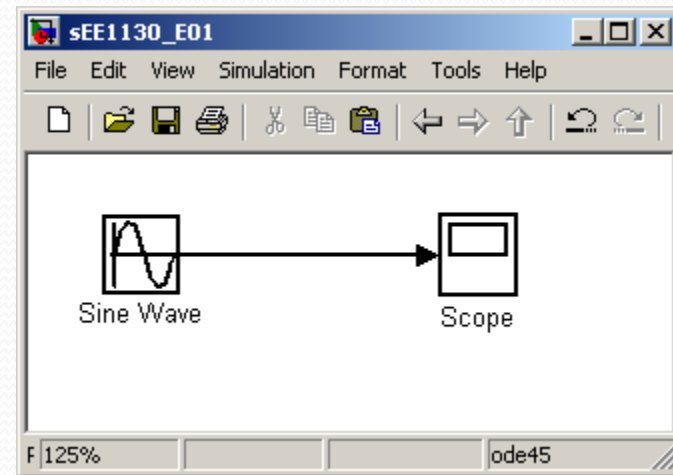 sEE1130_E01
File Edit View Simulation Format Tools Help
Sine Wave
Scope
F 125% ode45